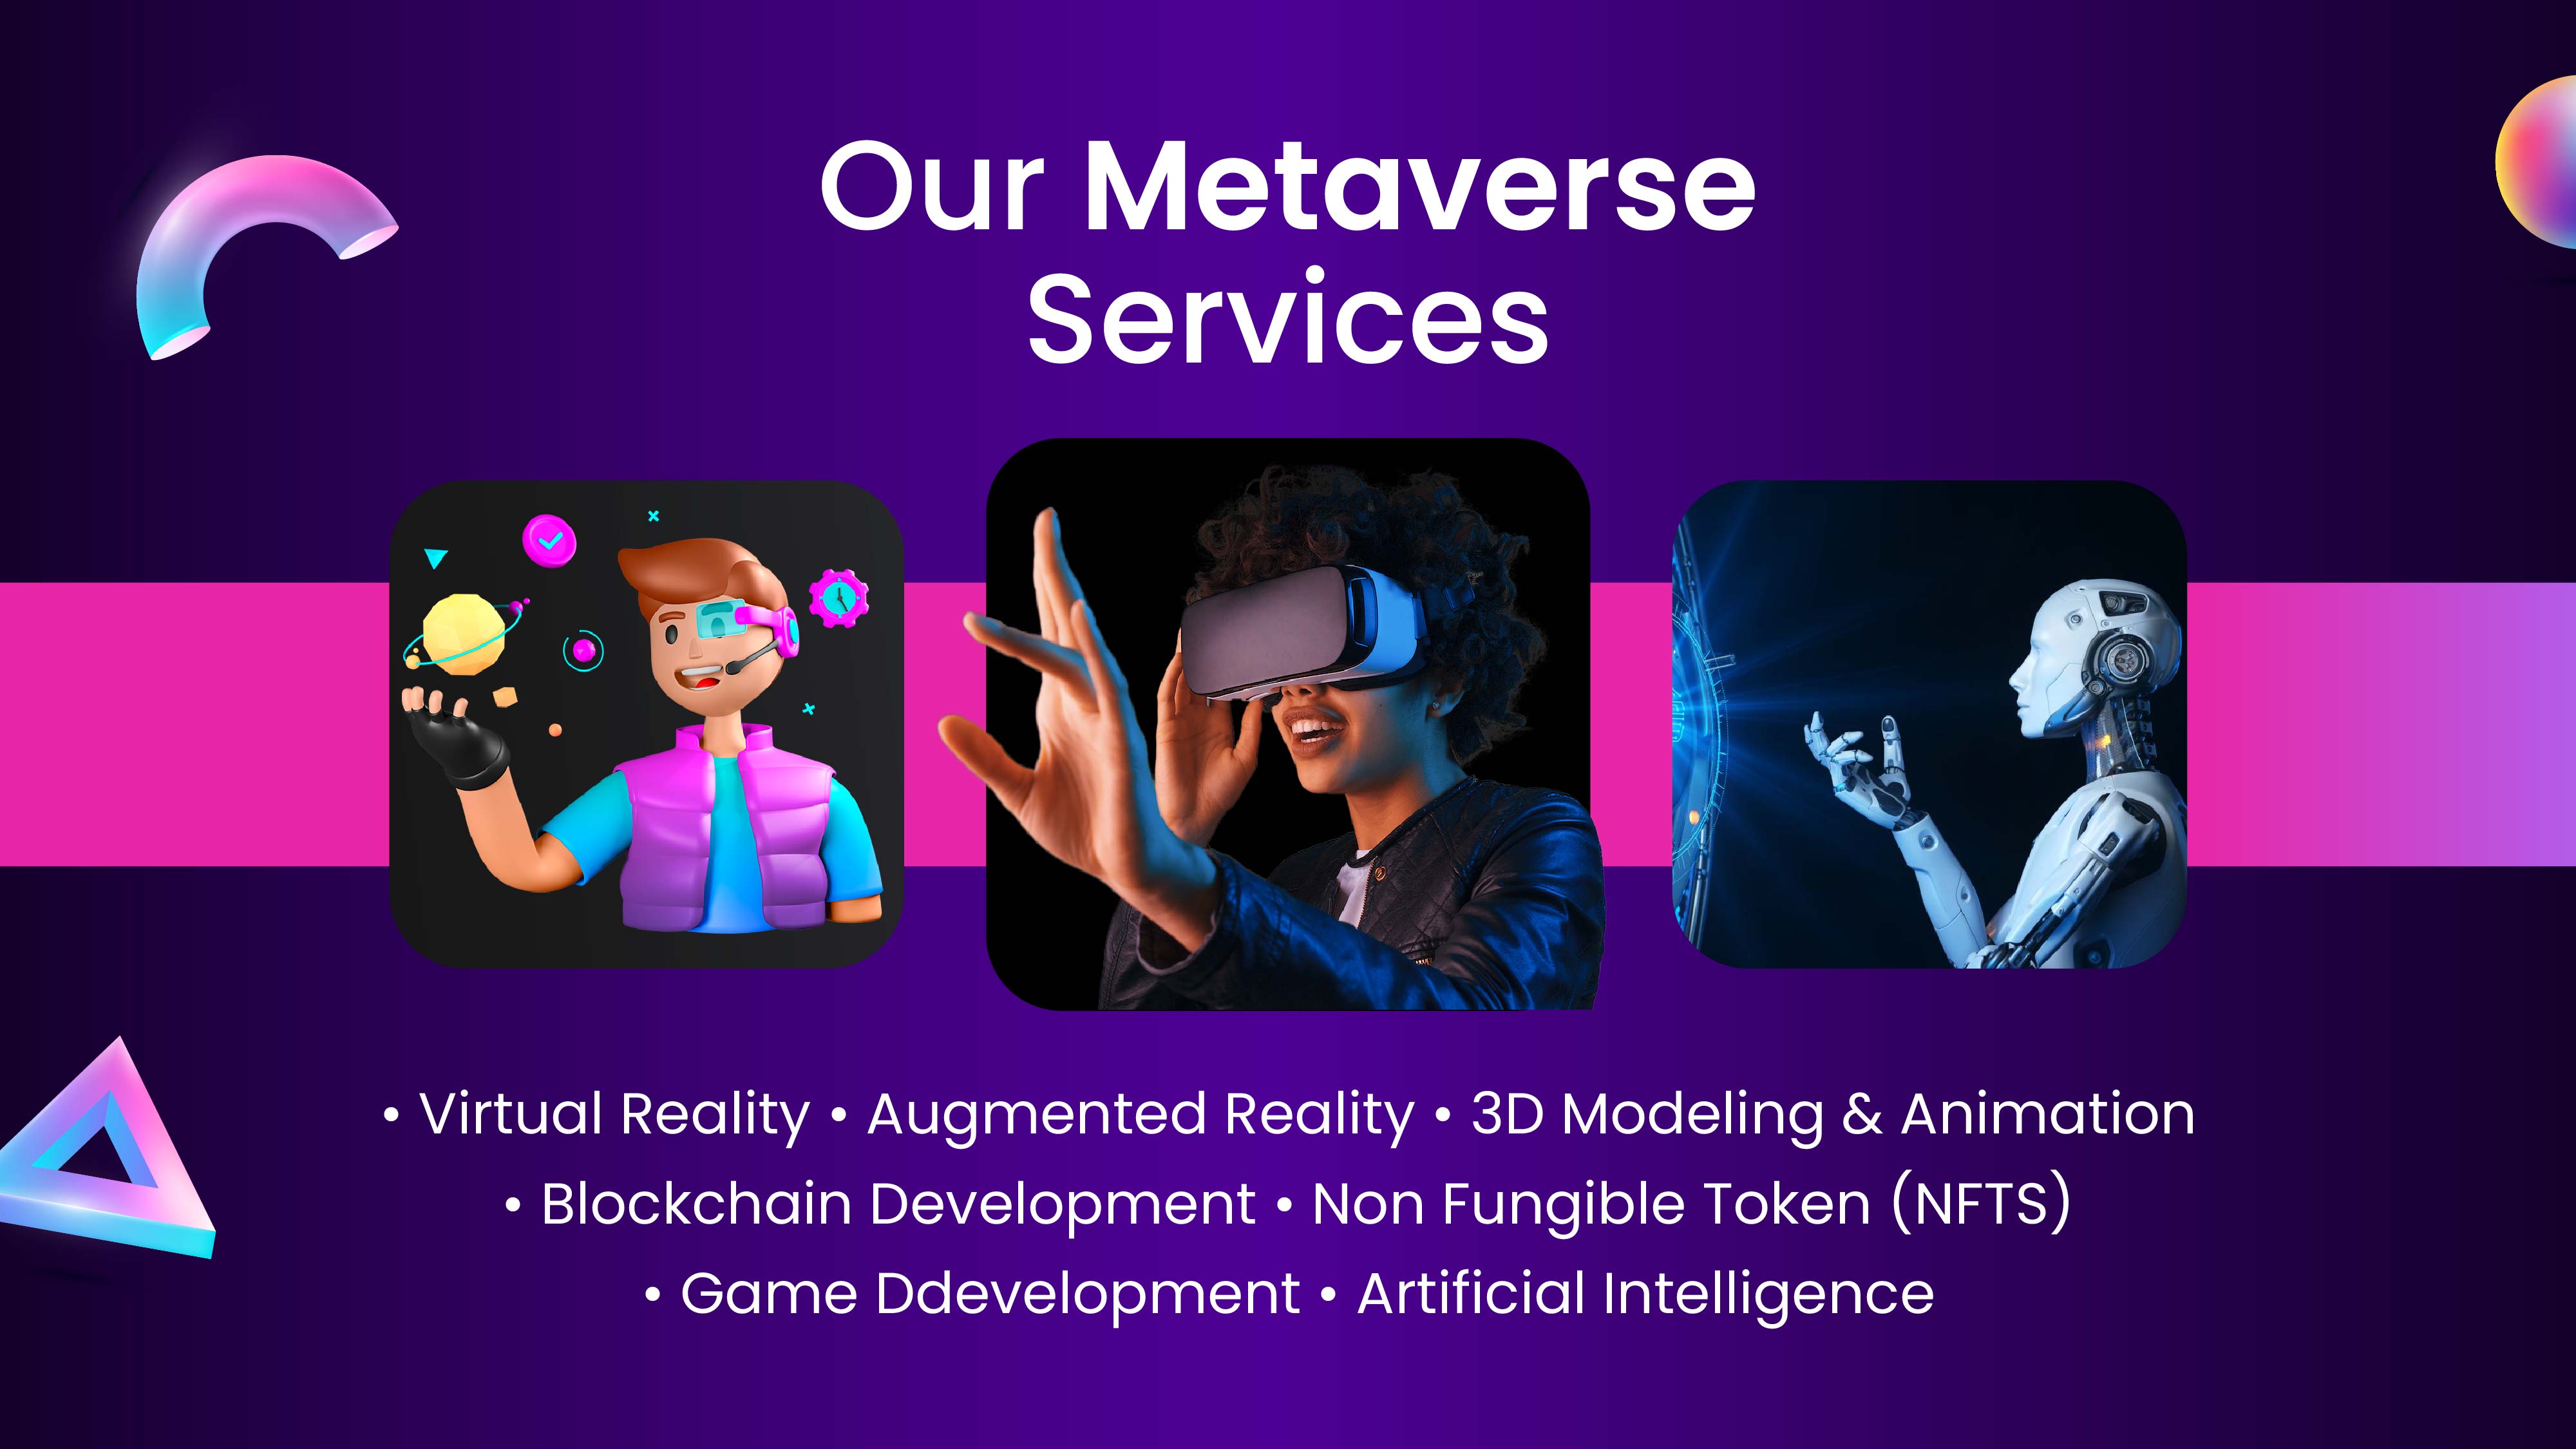 Our Metaverse
Services
• Virtual Reality • Augmented Reality • 3D Modeling & Animation
• Blockchain Development • Non Fungible Token (NFTS)
• Game Ddevelopment • Artificial Intelligence